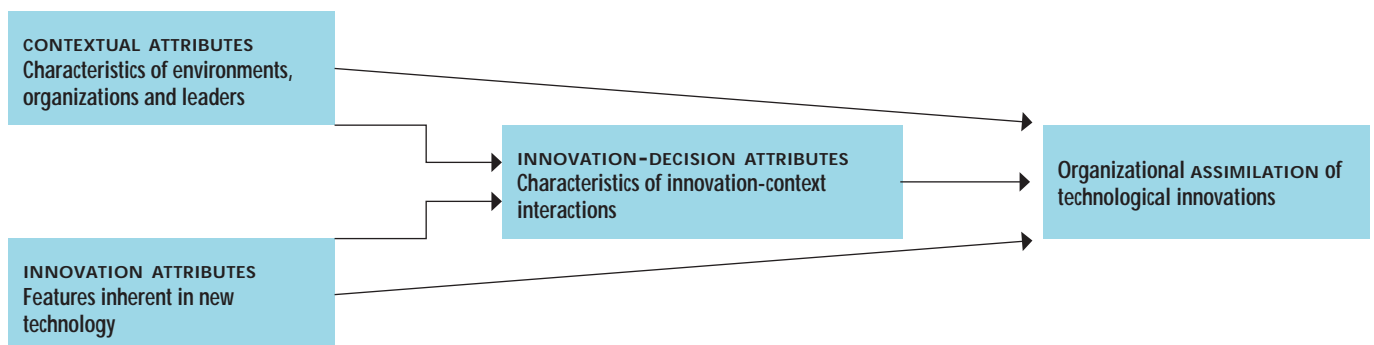 CONTEXTUAL ATTRIBUTES
Characteristics of environments,
organizations and leaders
INNOVATION-DECISION ATTRIBUTES
Characteristics of innovation-context
interactions
Organizational ASSIMILATION of
technological innovations
INNOVATION ATTRIBUTES
Features inherent in new
technology